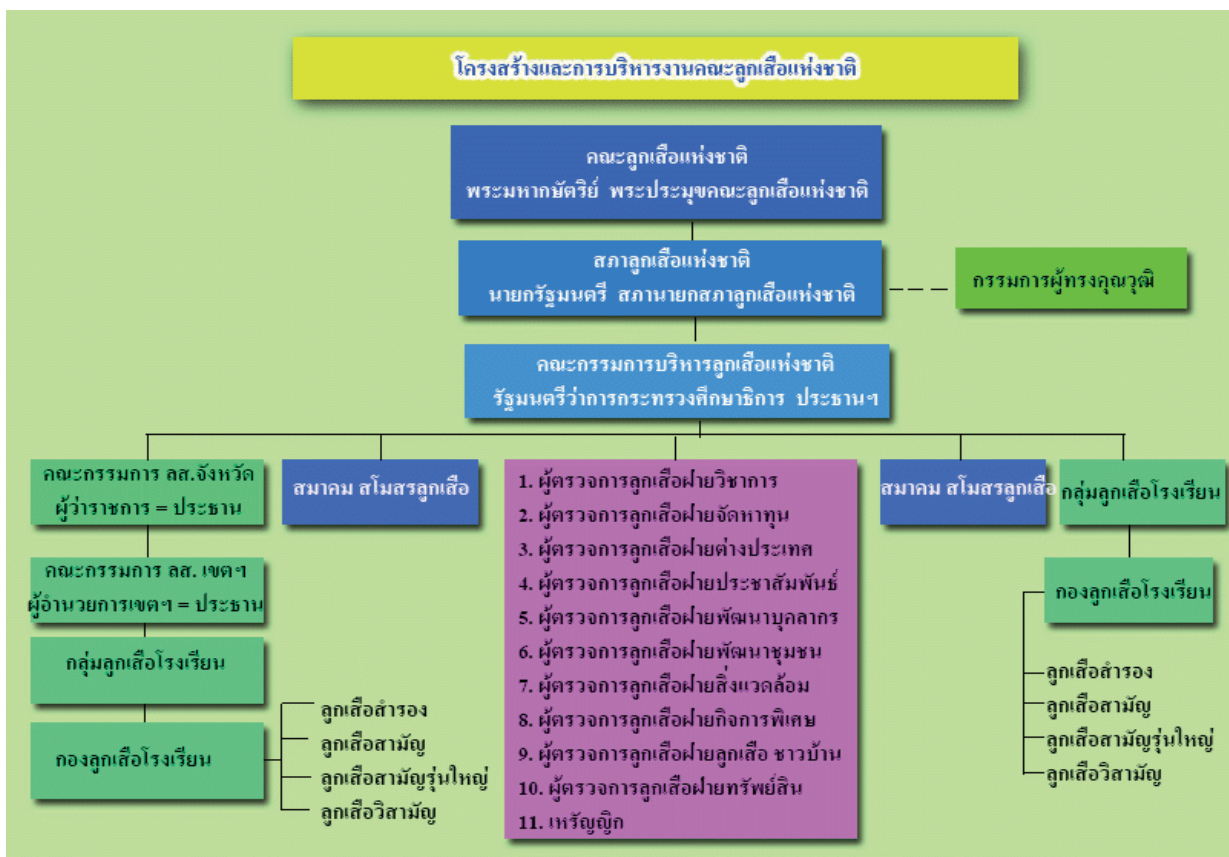 โครงสร้างและการบริหารงานคณะลูกเสือแห่งชาติ
คณะลูกเสือแห่งชาติ
พระมหากษัตริย์ พระประมุขคณะลูกเสือแห่งชาติ
สภาลูกเสือแห่งชาติ
นายกรัฐมนตรี สภานายกสภาลูกเสือแห่งชาติ
กรรมการผู้ทรงคุณวุฒิ
คณะกรรมการบริหารลูกเสือแห่งชาติ
รัฐมนตรีว่าการกระทรวงศึกษาธิการ ประธานฯ
คณะกรรมการ ลส.จังหวัด
ผู้ว่าราชการ = ประธาน
คณะกรรมการ ลส. เขตฯ
ผู้อำนวยการเขตฯ = ประธาน
กลุ่มลูกเสือโรงเรียน
กองลูกเสือโรงเรียน
ลูกเสือสำรอง
ลูกเสือสามัญ
ลูกเสือสามัญรุ่นใหญ่
ลูกเสือวิสามัญ
สมาคม สโมสรลูกเสือ
1. ผู้ตรวจการลูกเสือฝ่ายวิชาการ
2. ผู้ตรวจการลูกเสือฝ่ายจัดหาทุน
3. ผู้ตรวจการลูกเสือฝ่ายต่างประเทศ
4. ผู้ตรวจการลูกเสือฝ่ายประชาสัมพันธ์
5. ผู้ตรวจการลูกเสือฝ่ายพัฒนาบุคลากร
6. ผู้ตรวจการลูกเสือฝ่ายพัฒนาชุมชน
7. ผู้ตรวจการลูกเสือฝ่ายสิ่งแวดล้อม
8. ผู้ตรวจการลูกเสือฝ่ายกิจการพิเศษ
9. ผู้ตรวจการลูกเสือฝ่ายลูกเสือ ชาวบ้าน
10. ผู้ตรวจการลูกเสือฝ่ายทรัพย์สิน
11. เหรัญญิก
สมาคม สโมสรลูกเสือ
กลุ่มลูกเสือโรงเรียน
กองลูกเสือโรงเรียน
ลูกเสือสำรอง
ลูกเสือสามัญ
ลูกเสือสามัญรุ่นใหญ่
ลูกเสือวิสามัญ